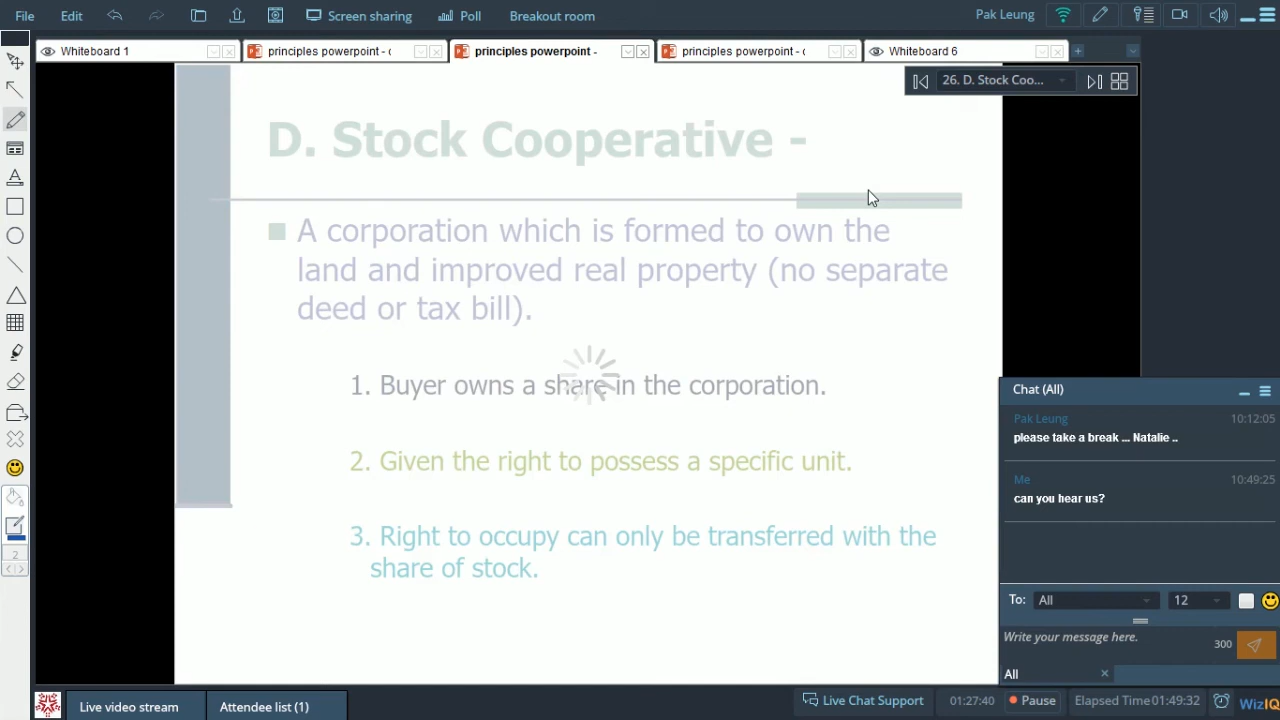 File Edit Screen sharing Poll Breakout room Pak Leung
Whiteboard 1 principles powerpoint - c principles powerpoint - principles powerpoint - c Whiteboard 6
26. D. Stock Coo...
D. Stock Cooperative -
A corporation which is formed to own the
land and improved real property (no separate
deed or tax bill).
1. Buyer owns a share in the corporation.
2. Given the right to possess a specific unit.
3. Right to occupy can only be transferred with the
share of stock.
Chat (All)
Pak Leung 10:12:05
please take a break ... Natalie ..
Me 10:49:25
can you hear us?
To: All 12
Write your message here. 300
All
2
Live video stream Attendee list (1) Live Chat Support 01:27:40 Pause Elapsed Time 01:49:32 WizIQ